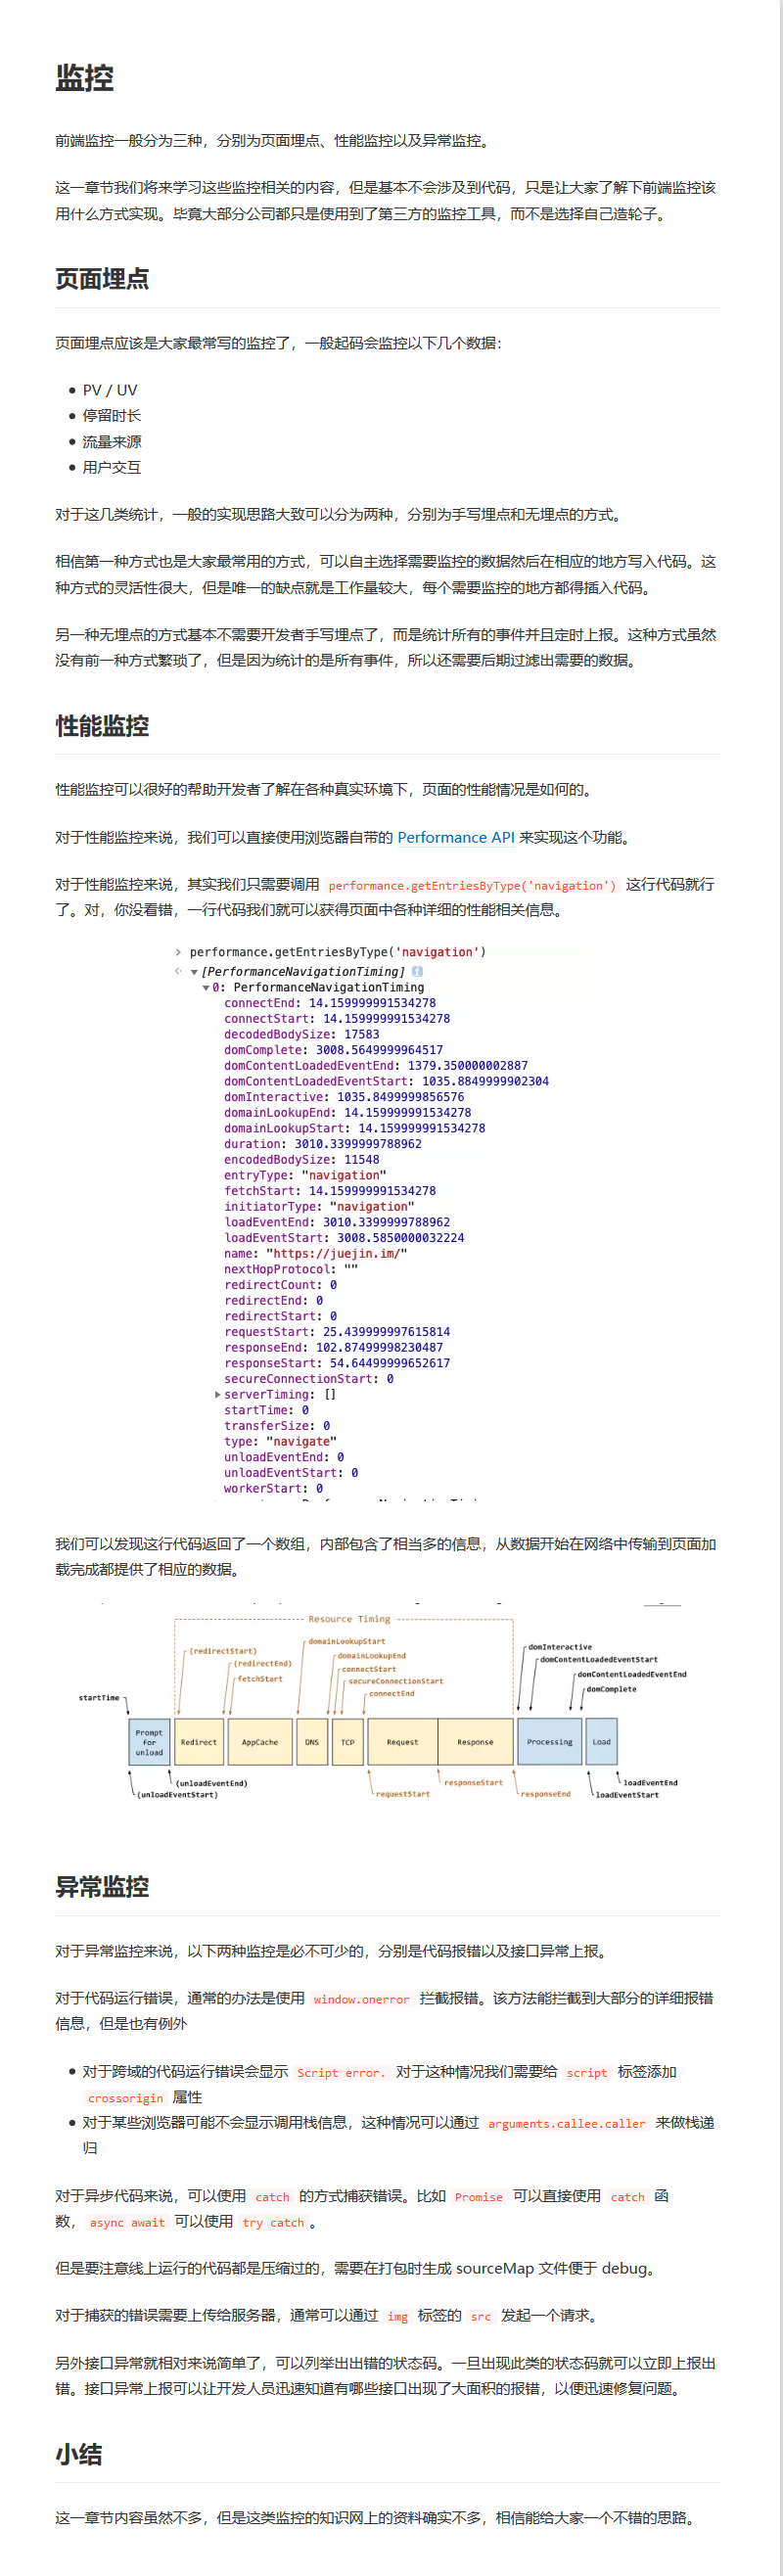 监控
前端监控一般分为三种，分别为页面埋点、性能监控以及异常监控。
这一章节我们将来学习这些监控相关的内容，但是基本不会涉及到代码，只是让大家了解下前端监控该
用什么方式实现。毕竟大部分公司都只是使用到了第三方的监控工具，而不是选择自己造轮子。
页面埋点
页面埋点应该是大家最常写的监控了，一般起码会监控以下几个数据：
• PV / UV
• 停留时长
• 流量来源
• 用户交互
对于这几类统计，一般的实现思路大致可以分为两种，分别为手写埋点和无埋点的方式。
相信第一种方式也是大家最常用的方式，可以自主选择需要监控的数据然后在相应的地方写入代码。这
种方式的灵活性很大，但是唯一的缺点就是工作量较大，每个需要监控的地方都得插入代码。
另一种无埋点的方式基本不需要开发者手写埋点了，而是统计所有的事件并且定时上报。这种方式虽然
没有前一种方式繁琐了，但是因为统计的是所有事件，所以还需要后期过滤出需要的数据。
性能监控
性能监控可以很好的帮助开发者了解在各种真实环境下，页面的性能情况是如何的。
对于性能监控来说，我们可以直接使用浏览器自带的 Performance API 来实现这个功能。
对于性能监控来说，其实我们只需要调用 performance.getEntriesByType('navigation') 这行代码就行
了。对，你没看错，一行代码我们就可以获得页面中各种详细的性能相关信息。
> performance.getEntriesByType('navigation')
[PerformanceNavigationTiming]
0: PerformanceNavigationTiming
connectEnd: 14.159999991534278
connectStart: 14.159999991534278
decodedBodySize: 17583
domComplete: 3008.5649999964517
domContentLoadedEventEnd: 1379.350000002887
domContentLoadedEventStart: 1035.8849999902304
domInteractive: 1035.8499999856576
domainLookupEnd: 14.159999991534278
domainLookupStart: 14.159999991534278
duration: 3010.3399999788962
encodedBodySize: 11548
entryType: "navigation"
fetchStart: 14.159999991534278
initiatorType: "navigation"
loadEventEnd: 3010.3399999788962
loadEventStart: 3008.5850000032224
name: "https://juejin.im/"
nextHopProtocol: ""
redirectCount: 0
redirectEnd: 0
redirectStart: 0
requestStart: 25.439999997615814
responseEnd: 102.87499998230487
responseStart: 54.64499999652617
secureConnectionStart: 0
serverTiming: []
startTime: 0
transferSize: 0
type: "navigate"
unloadEventEnd: 0
unloadEventStart: 0
workerStart: 0
我们可以发现这行代码返回了一个数组，内部包含了相当多的信息，从数据开始在网络中传输到页面加
载完成都提供了相应的数据。
Resource Timing
(redirectStart)
(redirectEnd)
fetchStart
domainLookupStart
domainLookupEnd
connectStart
secureConnectionStart
connectEnd
domInteractive
domContentLoadedEventStart
domContentLoadedEventEnd
domComplete
startTime
Prompt for unload
Redirect
AppCache
DNS
TCP
Request
Response
Processing
Load
(unloadEventEnd)
(unloadEventStart)
requestStart
responseStart
responseEnd
loadEventEnd
loadEventStart
异常监控
对于异常监控来说，以下两种监控是必不可少的，分别是代码报错以及接口异常上报。
对于代码运行错误，通常的办法是使用 window.onerror 拦截报错。该方法能拦截到大部分的详细报错
信息，但是也有例外
• 对于跨域的代码运行错误会显示 Script error. 对于这种情况我们需要给 script 标签添加
crossorigin 属性
• 对于某些浏览器可能不会显示调用栈信息，这种情况可以通过 arguments.callee.caller 来做栈递
归
对于异步代码来说，可以使用 catch 的方式捕获错误。比如 Promise 可以直接使用 catch 函
数， async await 可以使用 try catch 。
但是要注意线上运行的代码都是压缩过的，需要在打包时生成 sourceMap 文件便于 debug。
对于捕获的错误需要上传给服务器，通常可以通过 img 标签的 src 发起一个请求。
另外接口异常就相对来说简单了，可以列举出出错的状态码。一旦出现此类的状态码就可以立即上报出
错。接口异常上报可以让开发人员迅速知道有哪些接口出现了大面积的报错，以便迅速修复问题。
小结
这一章节内容虽然不多，但是这类监控的知识网上的资料确实不多，相信能给大家一个不错的思路。